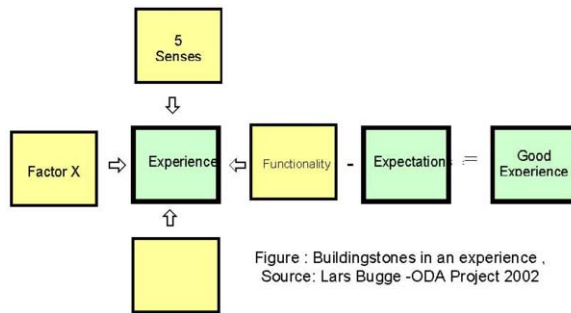 5
Senses
Factor X
Experience
Functionality
-
Expectations
=
Good
Experience
Figure : Buildingstones in an experience ,
Source: Lars Bugge -ODA Project 2002